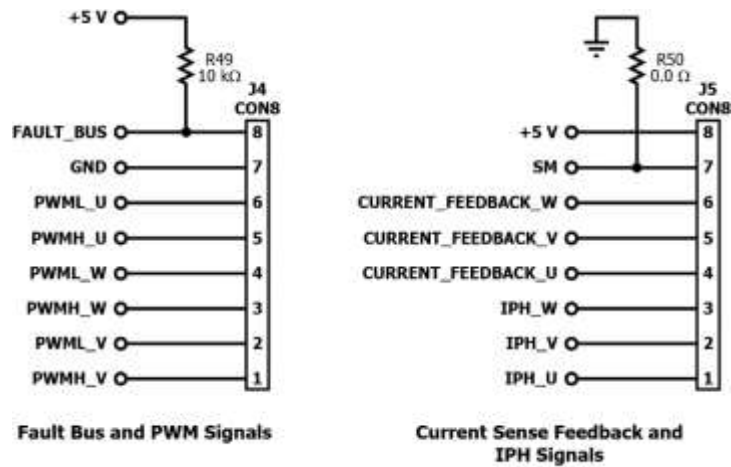 +5 V
R49
10 kΩ
J4
CON8
FAULT_BUS 8
GND 7
PWML_U 6
PWMH_U 5
PWML_W 4
PWMH_W 3
PWML_V 2
PWMH_V 1
Fault Bus and PWM Signals
R50
0.0 Ω
J5
CON8
+5 V 8
SM 7
CURRENT_FEEDBACK_W 6
CURRENT_FEEDBACK_V 5
CURRENT_FEEDBACK_U 4
IPH_W 3
IPH_V 2
IPH_U 1
Current Sense Feedback and
IPH Signals